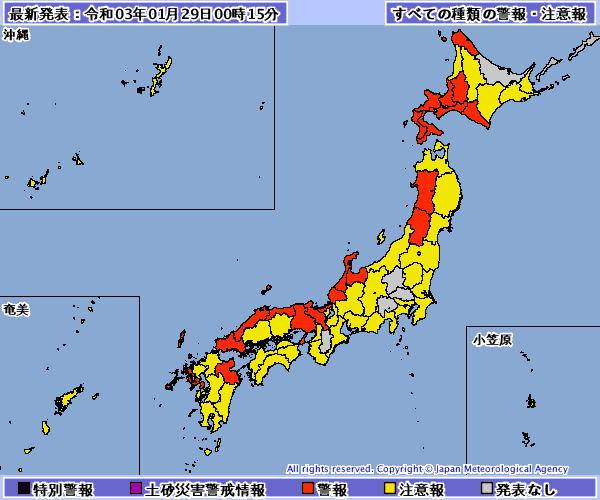 最新発表：令和03年01月29日00時15分
すべての種類の警報・注意報
沖縄
奄美
小笠原
All rights reserved. Copyright © Japan Meteorological Agency
特別警報 土砂災害警戒情報 警報 注意報 発表なし